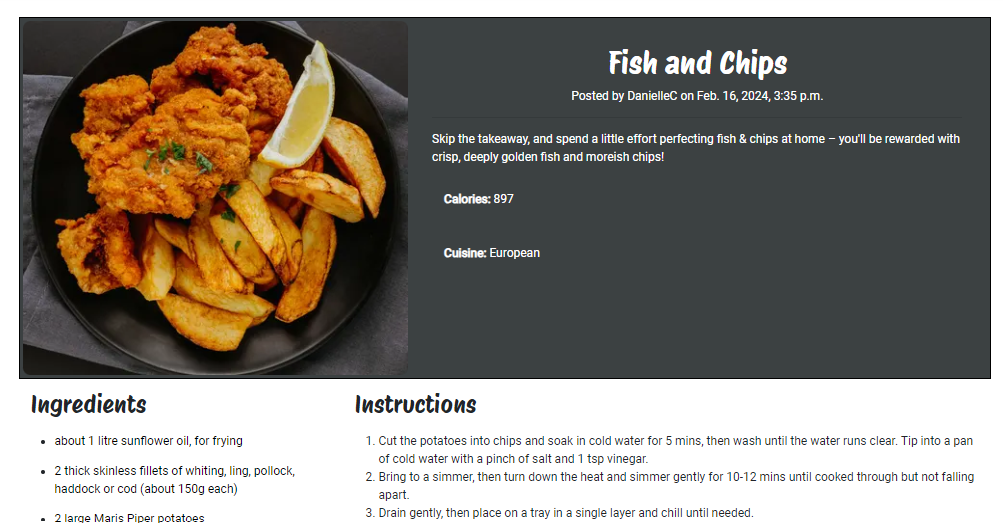 Fish and Chips
Posted by DanielleC on Feb. 16, 2024, 3:35 p.m.
Skip the takeaway, and spend a little effort perfecting fish & chips at home – you'll be rewarded with
crisp, deeply golden fish and moreish chips!
Calories: 897
Cuisine: European
Ingredients
• about 1 litre sunflower oil, for frying
• 2 thick skinless fillets of whiting, ling, pollock,
haddock or cod (about 150g each)
• 2 large Maris Piper potatoes
Instructions
1. Cut the potatoes into chips and soak in cold water for 5 mins, then wash until the water runs clear. Tip into a pan
of cold water with a pinch of salt and 1 tsp vinegar.
2. Bring to a simmer, then turn down the heat and simmer gently for 10-12 mins until cooked through but not falling
apart.
3. Drain gently, then place on a tray in a single layer and chill until needed.